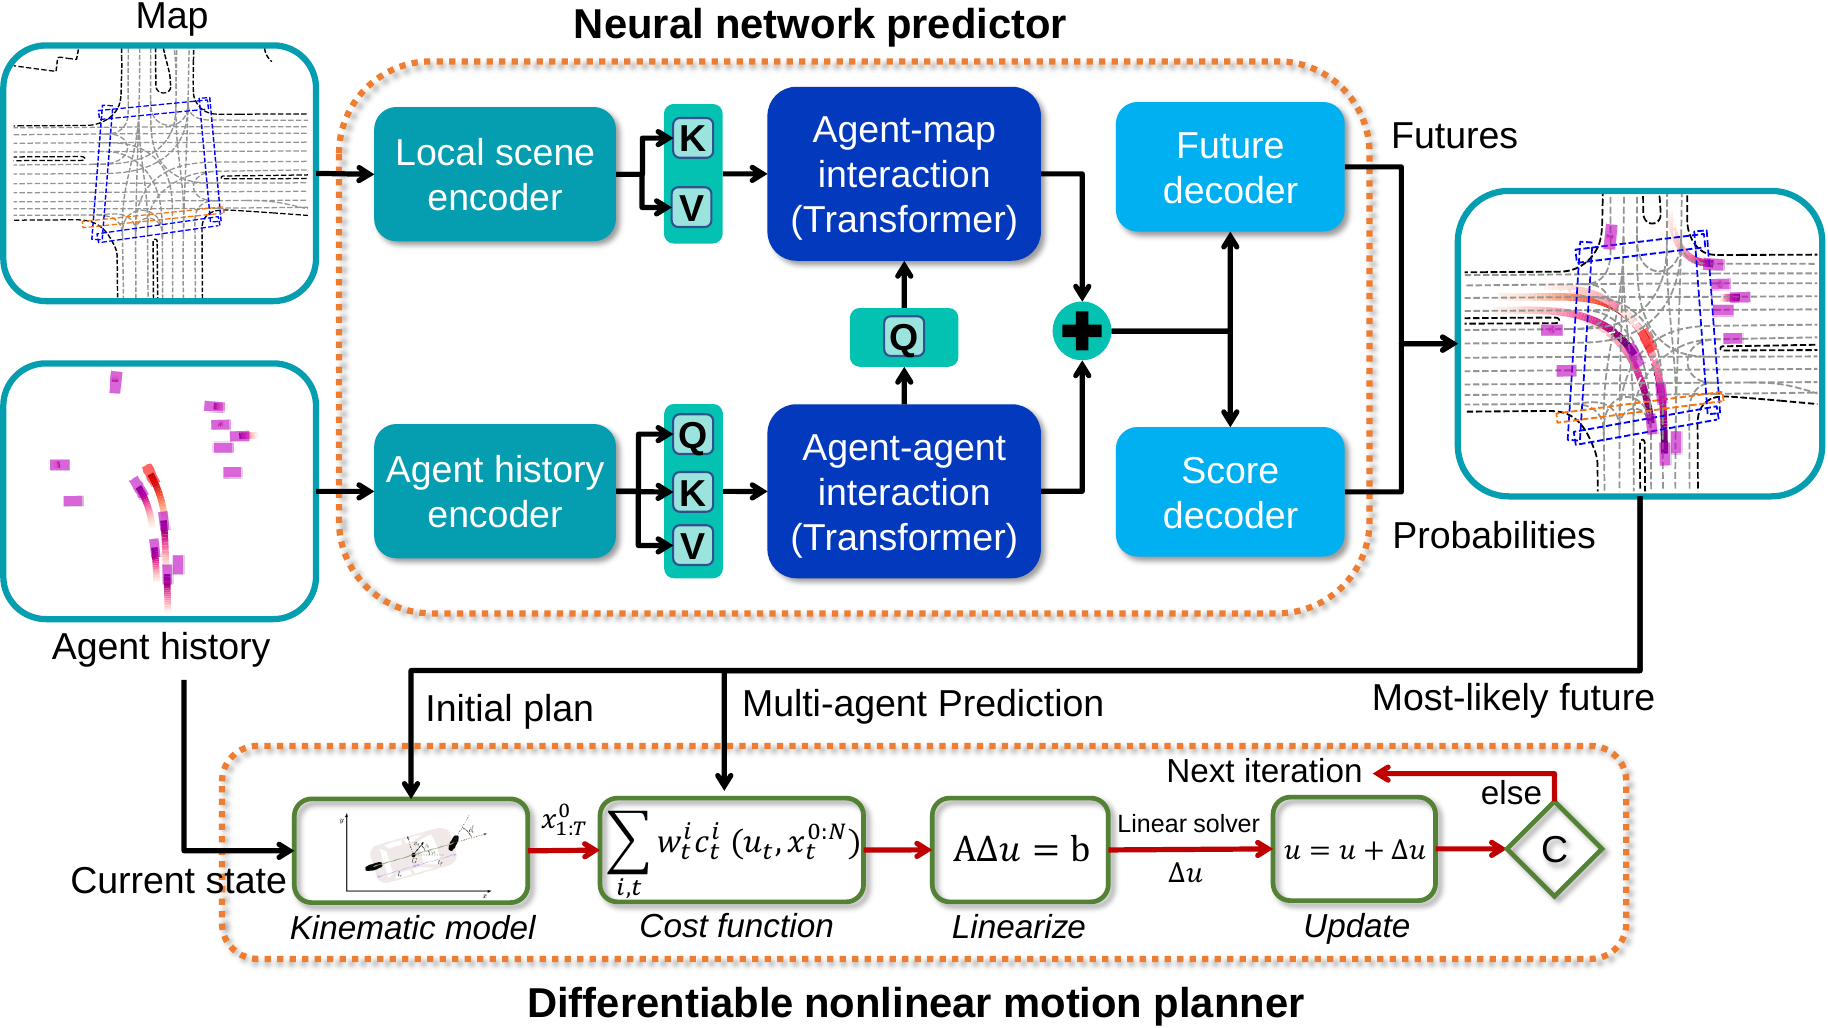 Map
Neural network predictor
Local scene
encoder
K
V
Agent-map
interaction
(Transformer)
Future
decoder
Futures
Q
Agent history
encoder
Q
K
V
Agent-agent
interaction
(Transformer)
Score
decoder
Probabilities
Agent history
Initial plan
Multi-agent Prediction
Most-likely future
Current state
Next iteration
else
$x_{1:T}^{0}$
$\sum_{i,t} w_t^i c_t^i (u_t, x_t^{0:N})$
AΔu = b
Linear solver
Δu
u = u + Δu
C
Kinematic model
Cost function
Linearize
Update
Differentiable nonlinear motion planner